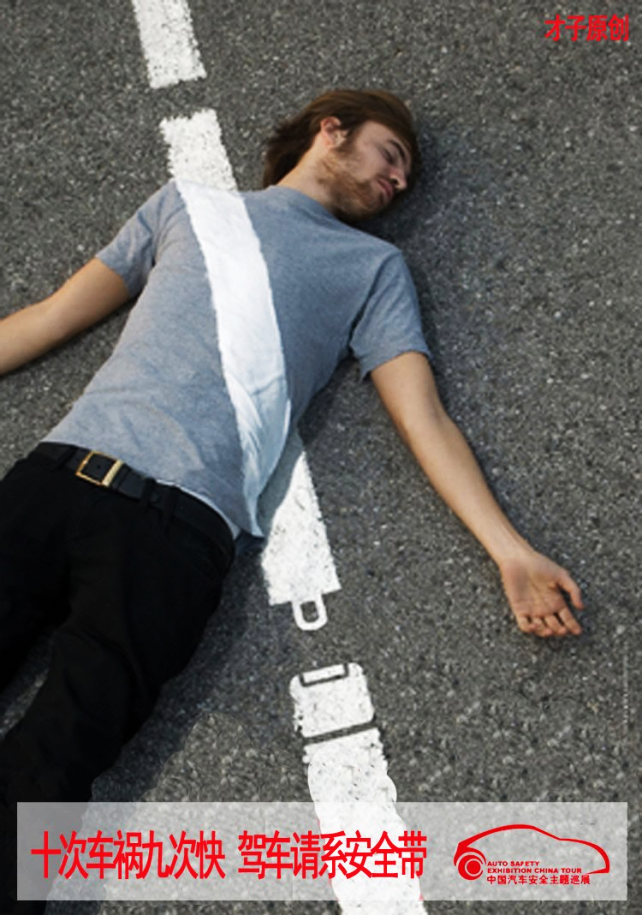 才子原创
十次车祸九次快 驾车请系安全带
AUTO SAFETY
EXHIBITION CHINA TOUR
中国汽车安全主题巡展